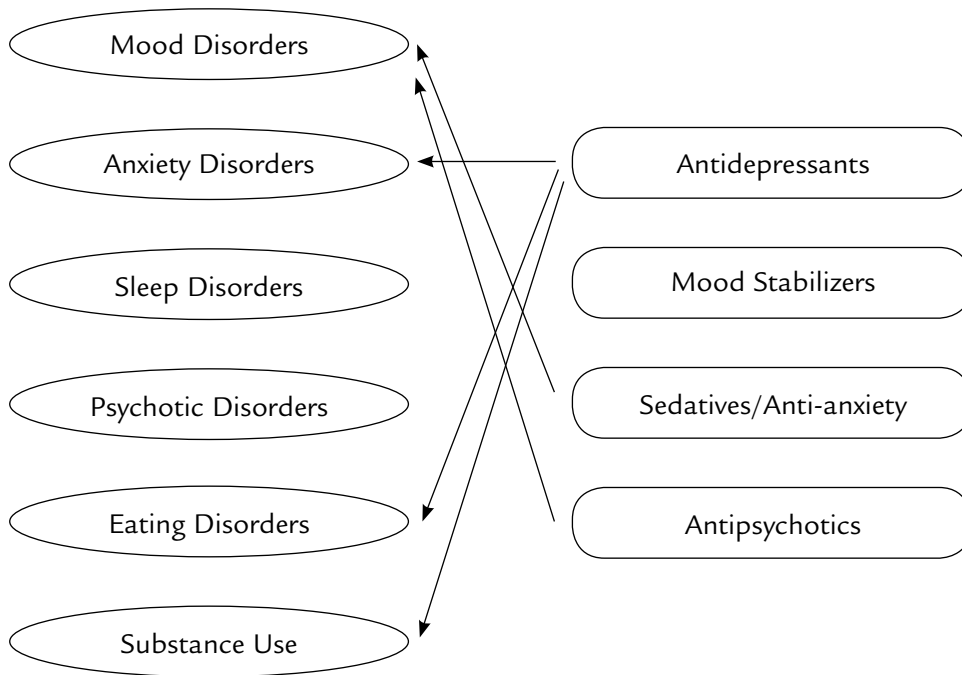 Mood Disorders
Anxiety Disorders
Sleep Disorders
Psychotic Disorders
Eating Disorders
Substance Use
Antidepressants
Mood Stabilizers
Sedatives/Anti-anxiety
Antipsychotics